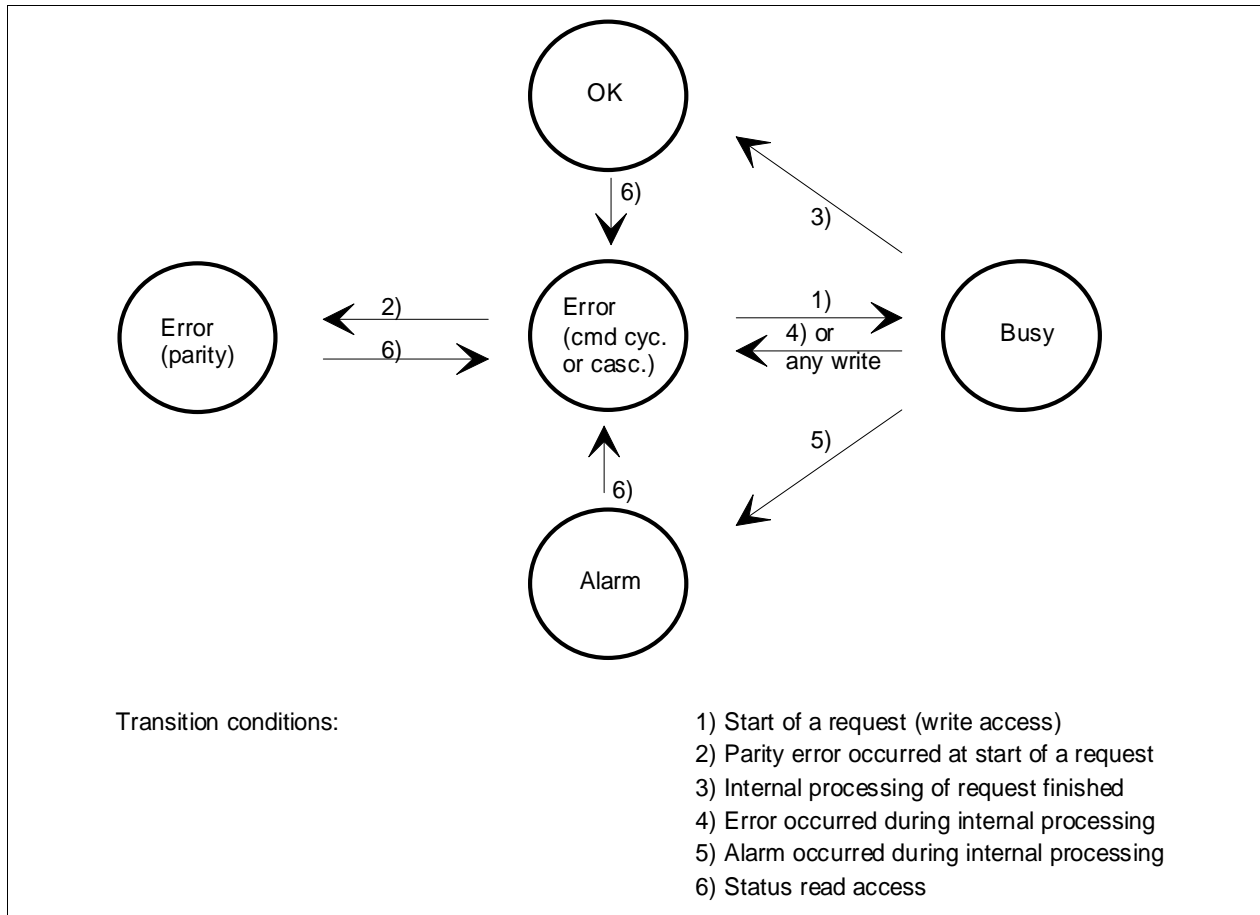 OK
6)
3)
Error
(parity)
2)
6)
Error
(cmd cyc.
or casc.)
1)
4) or
any write
Busy
5)
6)
Alarm
Transition conditions:
1) Start of a request (write access)
2) Parity error occurred at start of a request
3) Internal processing of request finished
4) Error occurred during internal processing
5) Alarm occurred during internal processing
6) Status read access